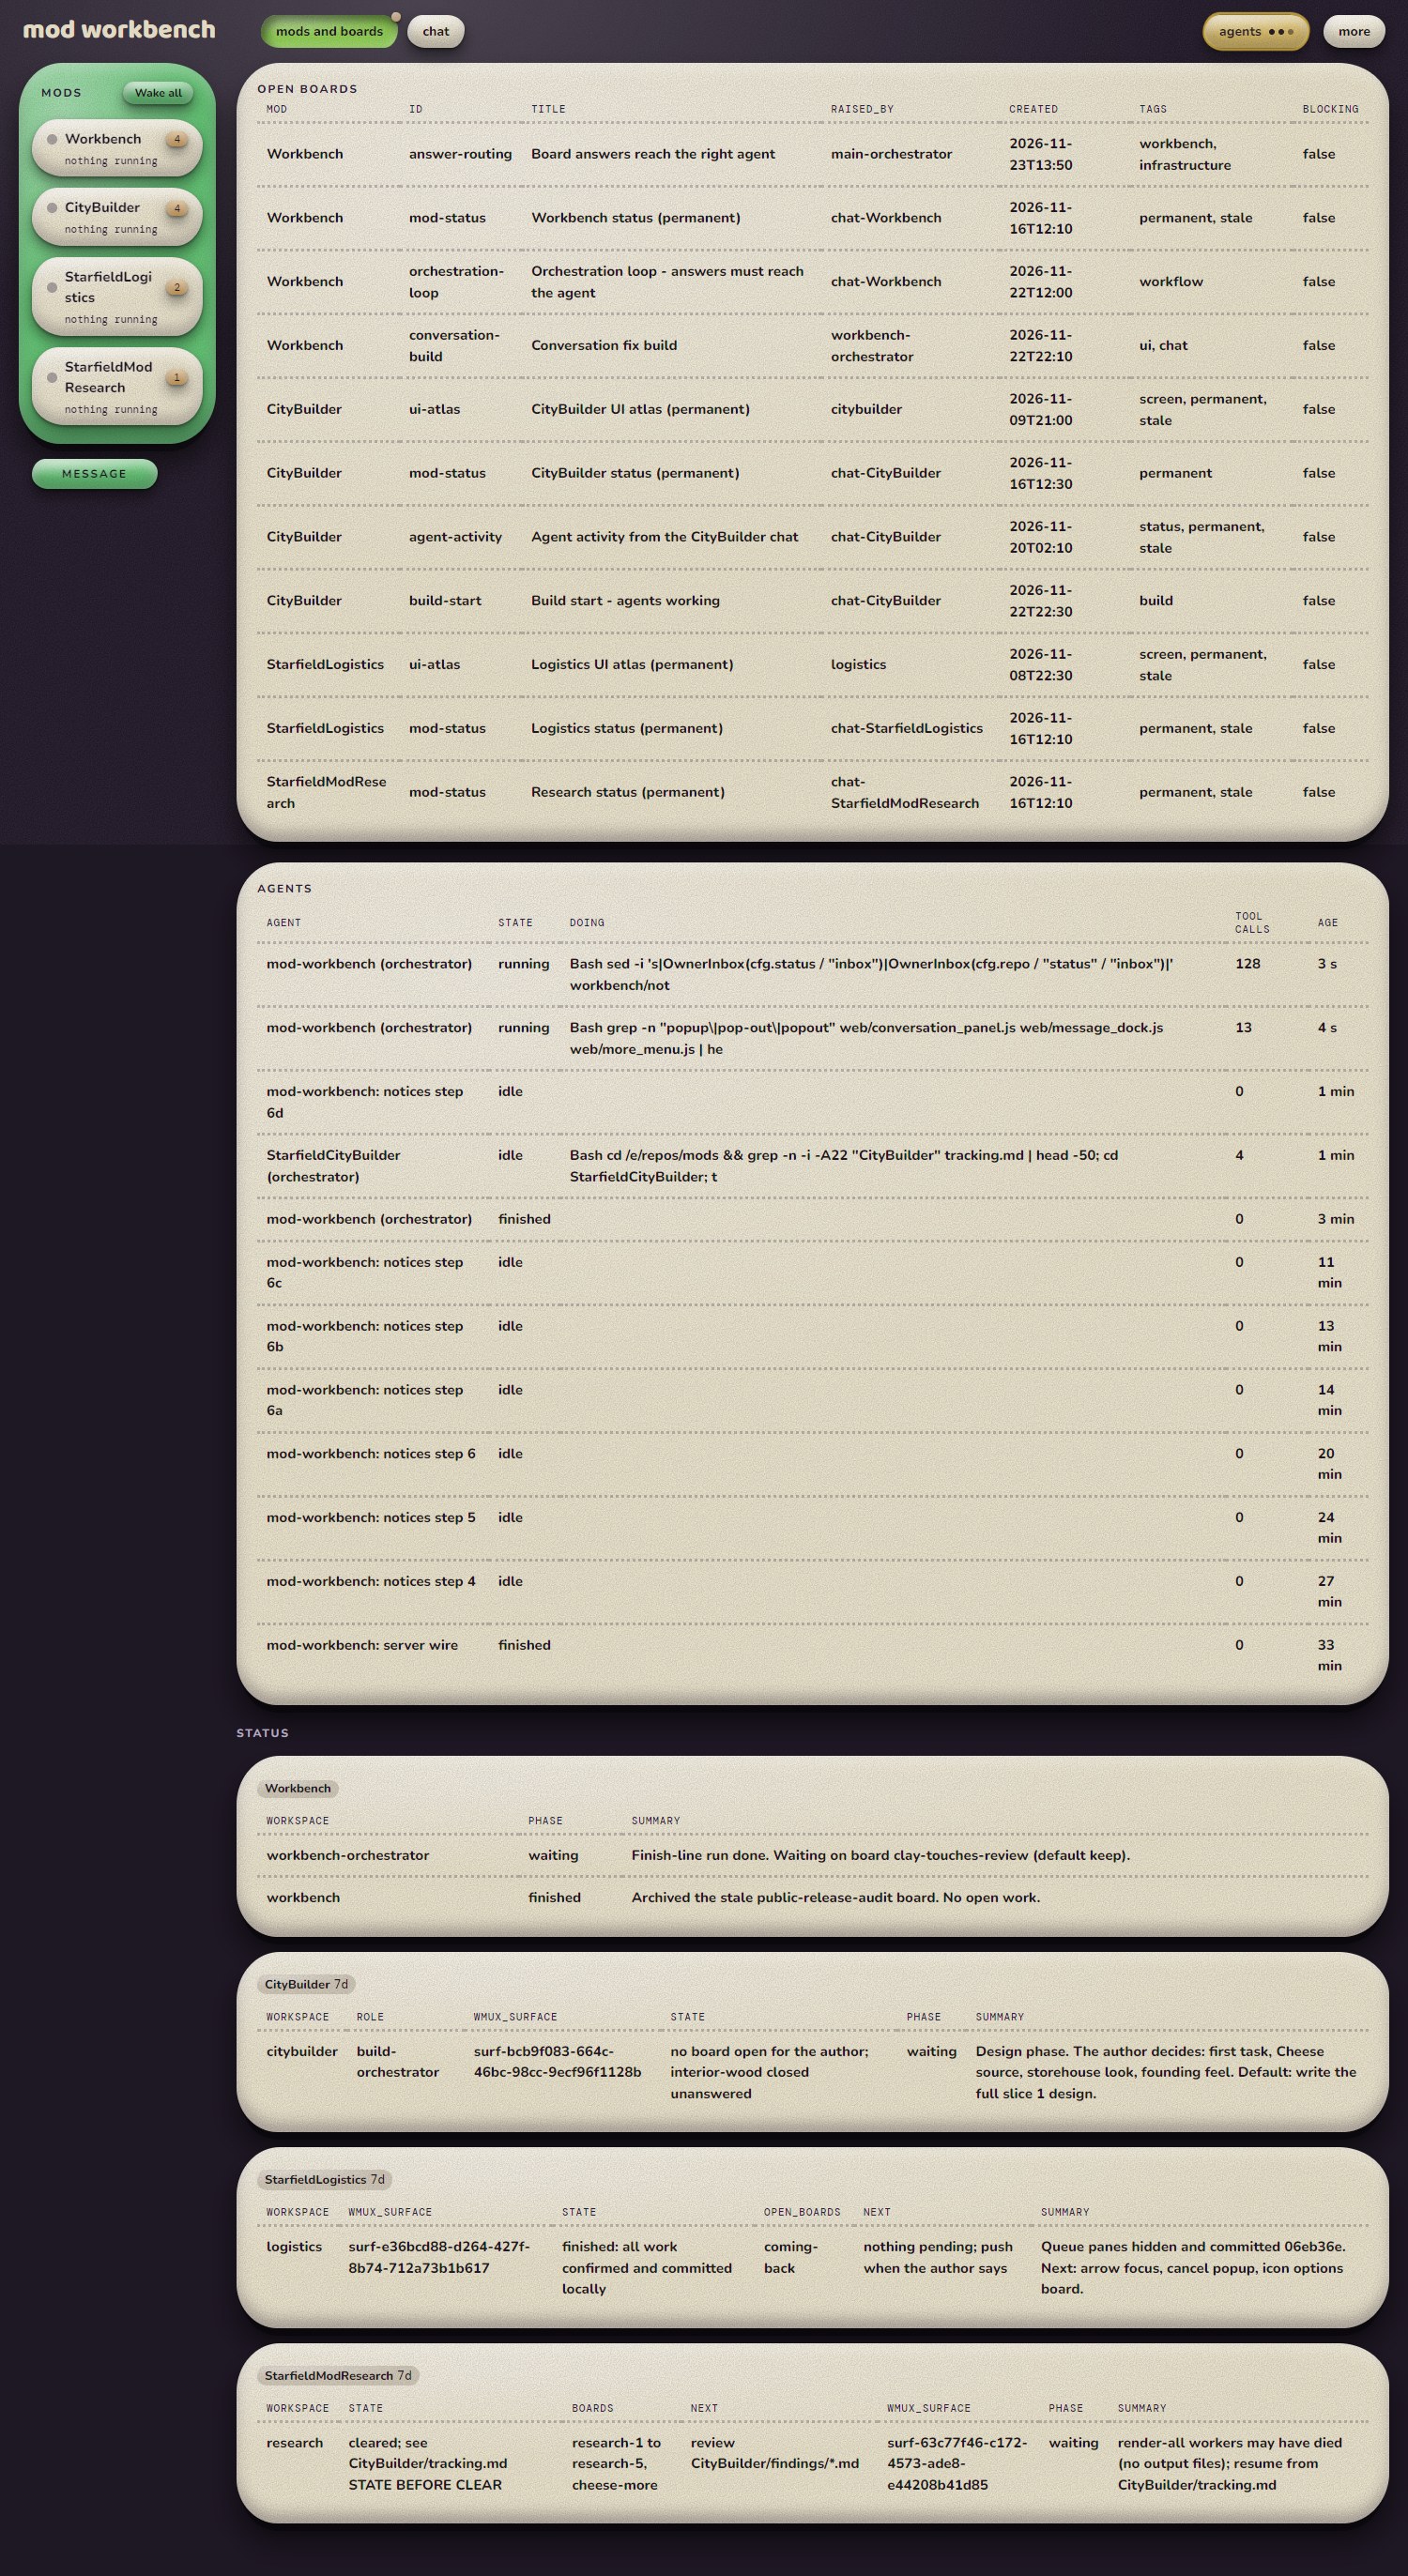 mod workbench
mods and boards
chat
agents
more
MODS
Wake all
Workbench 4
nothing running
CityBuilder 4
nothing running
StarfieldLogi
stics 2
nothing running
StarfieldMod
Research 1
nothing running
MESSAGE
OPEN BOARDS
MOD ID TITLE RAISED_BY CREATED TAGS BLOCKING
Workbench answer-routing Board answers reach the right agent main-orchestrator 2026-11- workbench, false
23T13:50 infrastructure
Workbench mod-status Workbench status (permanent) chat-Workbench 2026-11- permanent, stale false
16T12:10
Workbench orchestration- Orchestration loop - answers must reach chat-Workbench 2026-11- workflow false
loop the agent 22T12:00
Workbench conversation- Conversation fix build workbench- 2026-11- ui, chat false
build orchestrator 22T22:10
CityBuilder ui-atlas CityBuilder UI atlas (permanent) citybuilder 2026-11- screen, permanent, false
09T21:00 stale
CityBuilder mod-status CityBuilder status (permanent) chat-CityBuilder 2026-11- permanent false
16T12:30
CityBuilder agent-activity Agent activity from the CityBuilder chat chat-CityBuilder 2026-11- status, permanent, false
20T02:10 stale
CityBuilder build-start Build start - agents working chat-CityBuilder 2026-11- build false
22T22:30
StarfieldLogistics ui-atlas Logistics UI atlas (permanent) logistics 2026-11- screen, permanent, false
08T22:30 stale
StarfieldLogistics mod-status Logistics status (permanent) chat-StarfieldLogistics 2026-11- permanent, stale false
16T12:10
StarfieldModRese mod-status Research status (permanent) chat- 2026-11- permanent, stale false
arch StarfieldModResearch 16T12:10
AGENTS
AGENT STATE DOING TOOL CALLS AGE
mod-workbench (orchestrator) running Bash sed -i 's|OwnerInbox(cfg.status / "inbox")|OwnerInbox(cfg.repo / "status" / "inbox")|' 128 3 s
workbench/not
mod-workbench (orchestrator) running Bash grep -n "popup\|pop-out\|popout" web/conversation_panel.js web/message_dock.js 13 4 s
web/more_menu.js | he
mod-workbench: notices step idle 0 1 min
6d
StarfieldCityBuilder idle Bash cd /e/repos/mods && grep -n -i -A22 "CityBuilder" tracking.md | head -50; cd 4 1 min
(orchestrator) StarfieldCityBuilder; t
mod-workbench (orchestrator) finished 0 3 min
mod-workbench: notices step idle 0 11
6c min
mod-workbench: notices step idle 0 13
6b min
mod-workbench: notices step idle 0 14
6a min
mod-workbench: notices step 6 idle 0 20
min
mod-workbench: notices step 5 idle 0 24
min
mod-workbench: notices step 4 idle 0 27
min
mod-workbench: server wire finished 0 33
min
STATUS
Workbench
WORKSPACE PHASE SUMMARY
workbench-orchestrator waiting Finish-line run done. Waiting on board clay-touches-review (default keep).
workbench finished Archived the stale public-release-audit board. No open work.
CityBuilder 7d
WORKSPACE ROLE WMUX_SURFACE STATE PHASE SUMMARY
citybuilder build- surf-bcb9f083-664c- no board open for the author; waiting Design phase. The author decides: first task, Cheese
orchestrator 46bc-98cc-9ecf96f1128b interior-wood closed source, storehouse look, founding feel. Default: write the
unanswered full slice 1 design.
StarfieldLogistics 7d
WORKSPACE WMUX_SURFACE STATE OPEN_BOARDS NEXT SUMMARY
logistics surf-e36bcd88-d264-427f- finished: all work coming- nothing pending; push Queue panes hidden and committed 06eb36e.
8b74-712a73b1b617 confirmed and committed back when the author says Next: arrow focus, cancel popup, icon options
locally board.
StarfieldModResearch 7d
WORKSPACE STATE BOARDS NEXT WMUX_SURFACE PHASE SUMMARY
research cleared; see research-1 to review surf-63c77f46-c172- waiting render-all workers may have died
CityBuilder/tracking.md research-5, CityBuilder/findings/*.md 4573-ade8- (no output files); resume from
STATE BEFORE CLEAR cheese-more e44208b41d85 CityBuilder/tracking.md